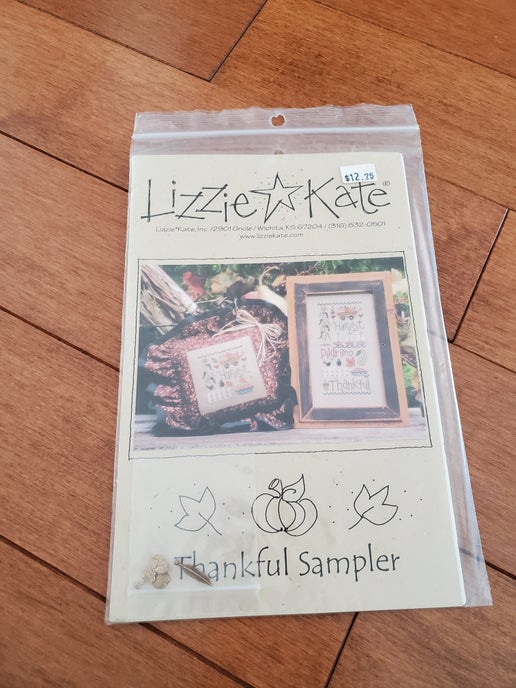 $12.25
Lizzie Kate®
Lizzie*Kate, Inc. / 2901 Oriole / Wichita, KS 67204 / (316) 832-0501
www.lizziekate.com
Harvest
Pilgrims
Thankful
Thankful Sampler